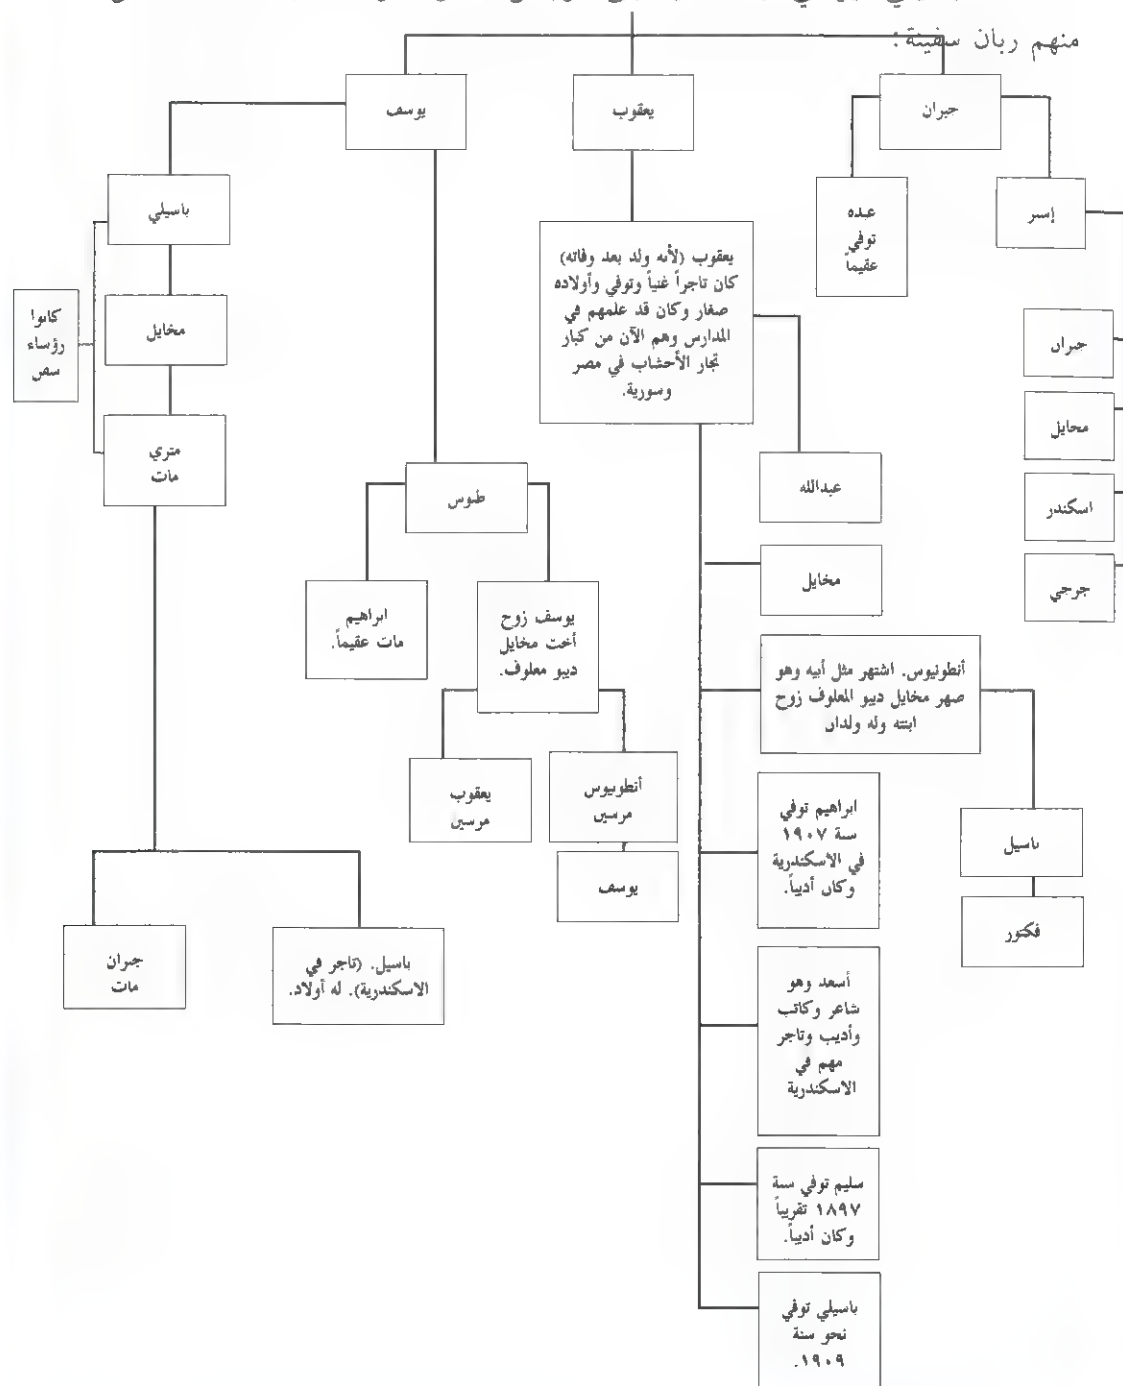 منهم ربان سفينة:
جبران
يعقوب
يوسف
إسبر
عبده
توفي
عقيماً
باسيلي
يعقوب (لأنه ولد بعد وفاته)
كان تاجراً غنياً وتوفي وأولاده
صغار وكان قد علمهم في
المدارس وهم الآن من كبار
تجار الأخشاب في مصر
وسورية.
كانوا
رؤساء
سفن
مخايل
جبران
مخايل
متري
مات
اسكندر
عبدالله
طنوس
جرجي
مخايل
يوسف زوج
أخت مخايل
ديبو معلوف.
ابراهيم
مات عقيماً.
أنطونيوس. اشتهر مثل أبيه وهو
صهر مخايل ديبو المعلوف زوج
ابنته وله ولدان
أنطونيوس
مرسين
يعقوب
مرسين
ابراهيم توفي
سنة ١٩٠٧
في الاسكندرية
وكان أديباً.
باسيل
يوسف
فكتور
باسيل. (تاجر في
الاسكندرية). له أولاد.
جبران
مات
أسعد وهو
شاعر وكاتب
وأديب وتاجر
مهم في
الاسكندرية
سليم توفي سنة
١٨٩٧ تقريباً
وكان أديباً.
باسيلي توفي
نحو سنة
١٩٠٩.